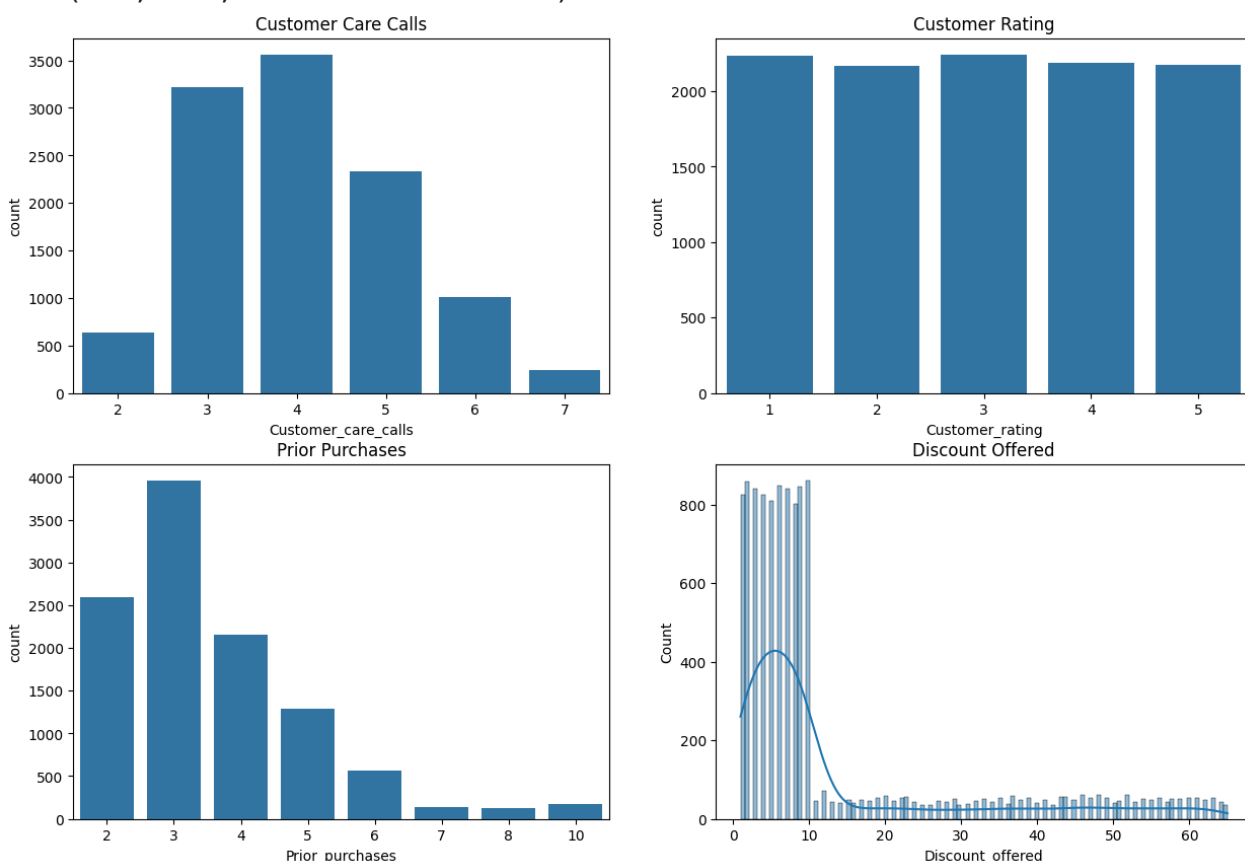 Customer Care Calls
3500
3000
2500
2000
1500
1000
500
0
count
2 3 4 5 6 7
Customer_care_calls
Customer Rating
2000
1500
1000
500
0
count
1 2 3 4 5
Customer_rating
Prior Purchases
4000
3500
3000
2500
2000
1500
1000
500
0
count
2 3 4 5 6 7 8 10
Prior_purchases
Discount Offered
800
600
400
200
0
Count
0 10 20 30 40 50 60
Discount_offered